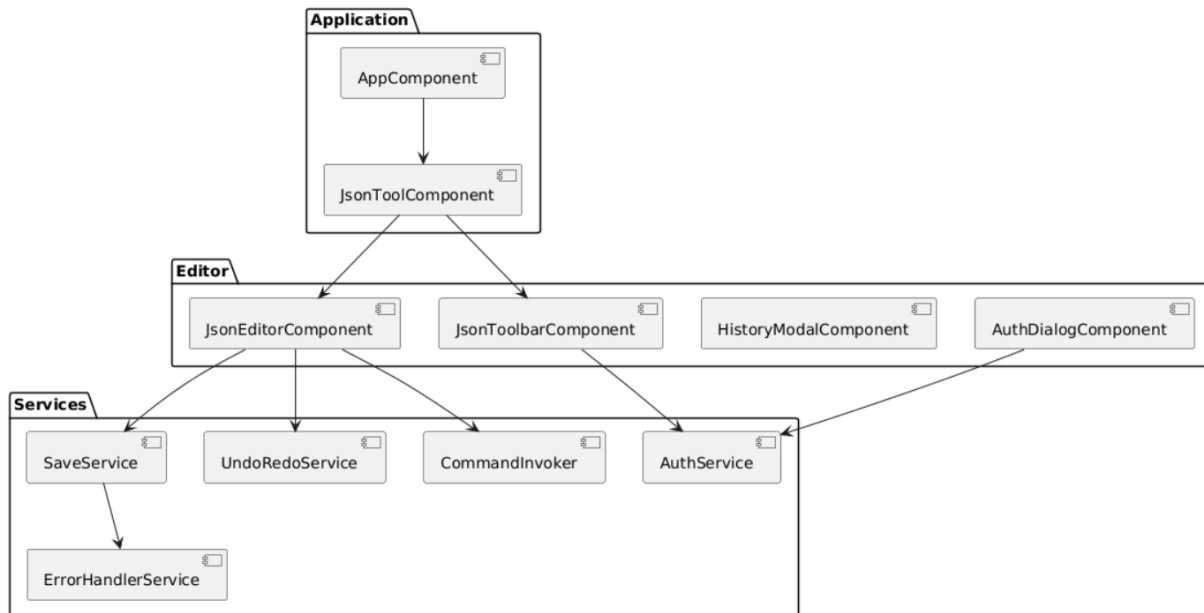 Application
AppComponent
JsonToolComponent
Editor
JsonEditorComponent
JsonToolbarComponent
HistoryModalComponent
AuthDialogComponent
Services
SaveService
UndoRedoService
CommandInvoker
AuthService
ErrorHandlerService